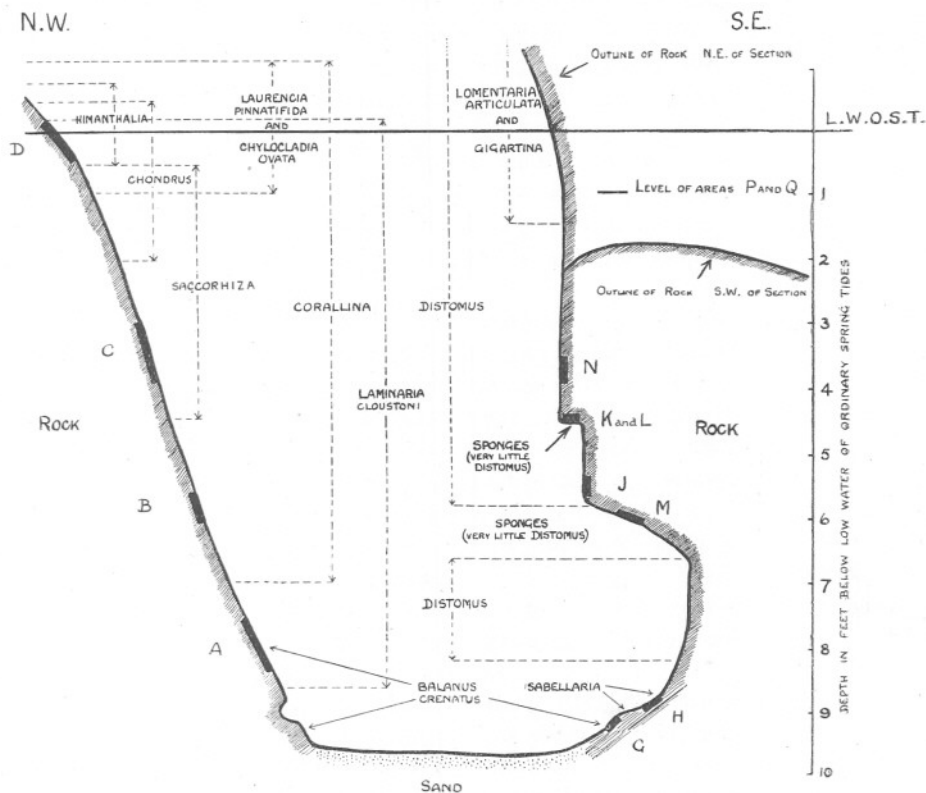 N.W.
S.E.
OUTLINE OF ROCK N.E. OF SECTION
LAURENCIA
PINNATIFIDA
AND
CHYLOCLADIA
OVATA
LOMENTARIA
ARTICULATA
AND
GIGARTINA
HIMANTHALIA
L.W.O.S.T.
D
CHONDRUS
LEVEL OF AREAS P AND Q
1
2
SACCORHIZA
CORALLINA
DISTOMUS
OUTLINE OF ROCK S.W. OF SECTION
3
C
N
4
LAMINARIA
CLOUSTONI
ROCK
K and L
ROCK
SPONGES
(VERY LITTLE
DISTOMUS)
5
J
B
M
SPONGES
(VERY LITTLE DISTOMUS)
6
7
DISTOMUS
A
8
BALANUS
CRENATUS
SABELLARIA
H
9
G
10
SAND
DEPTH IN FEET BELOW LOW WATER OF ORDINARY SPRING TIDES